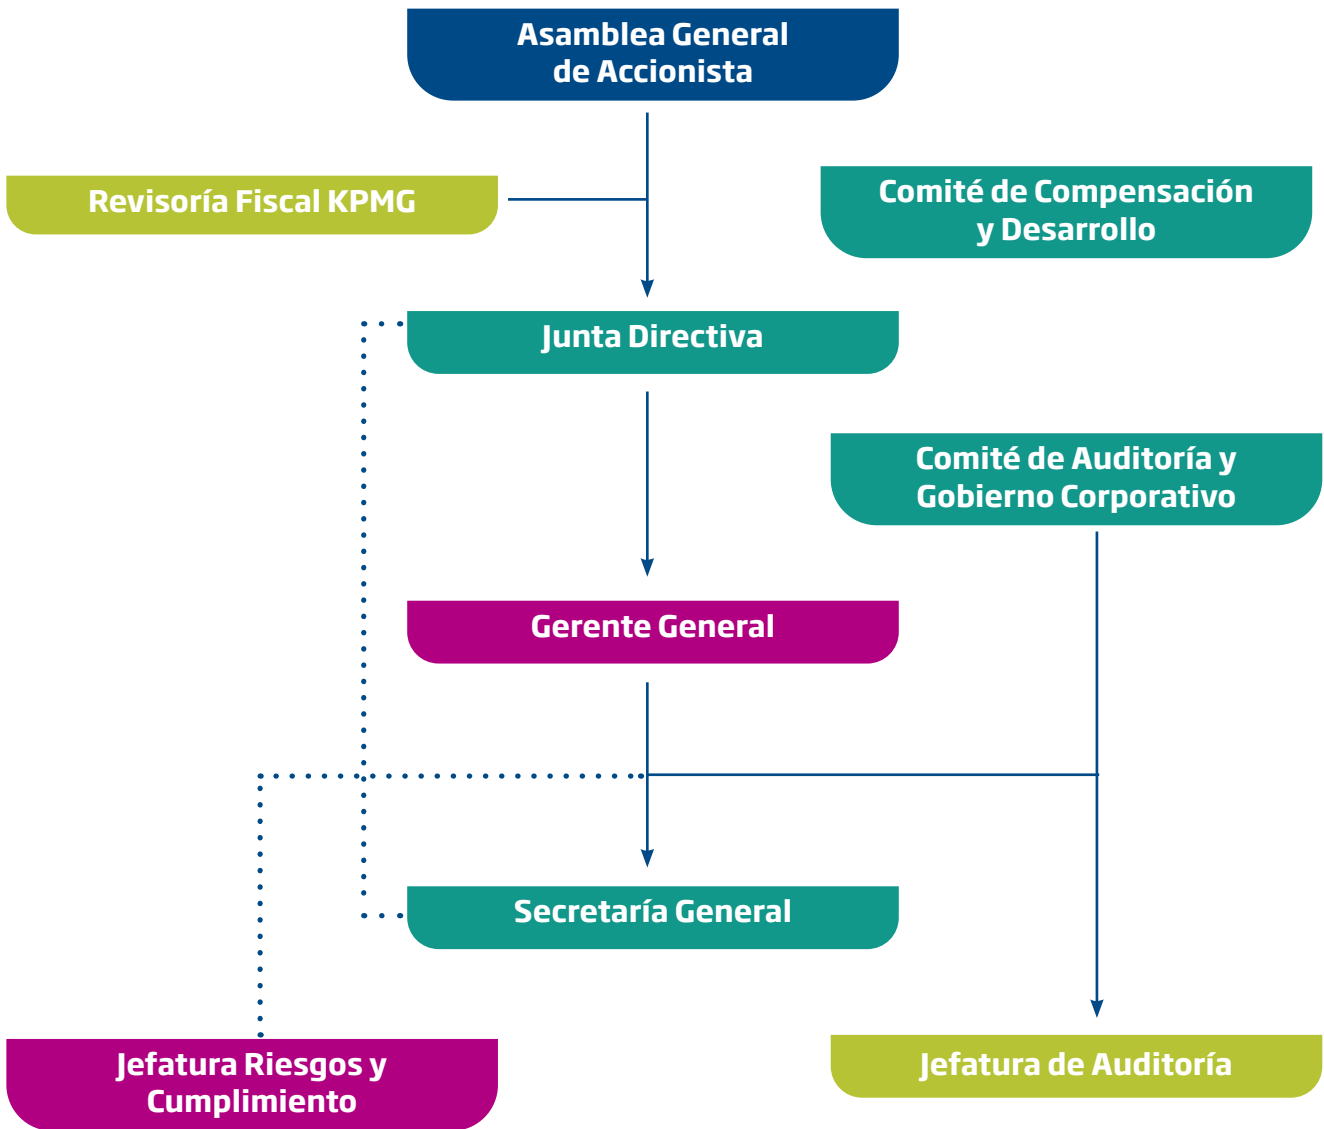 Asamblea General
de Accionista
Revisoría Fiscal KPMG
Comité de Compensación
y Desarrollo
Junta Directiva
Comité de Auditoría y
Gobierno Corporativo
Gerente General
Secretaría General
Jefatura Riesgos y
Cumplimiento
Jefatura de Auditoría